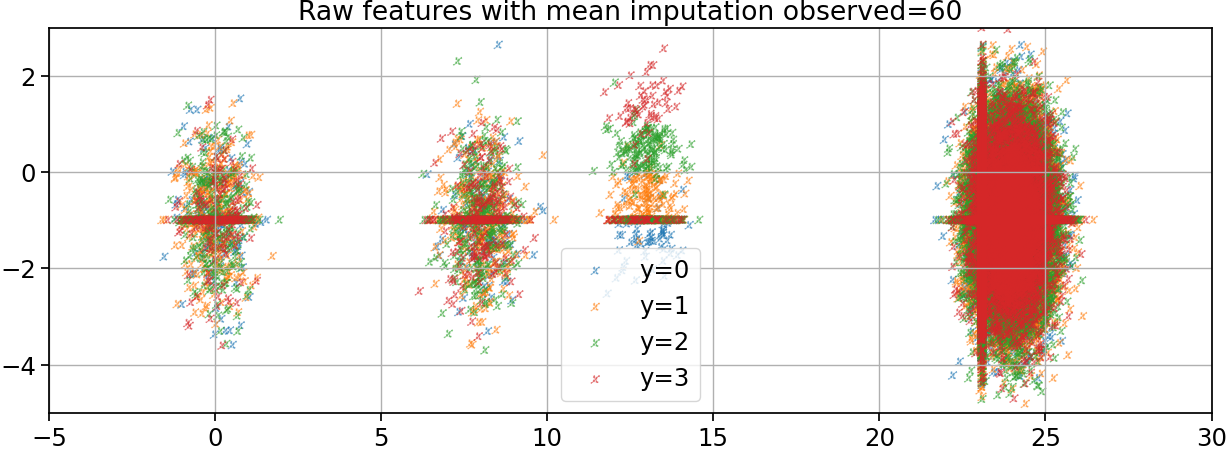 Raw features with mean imputation observed=60
2
0
−2
−4
y=0
y=1
y=2
y=3
−5 0 5 10 15 20 25 30